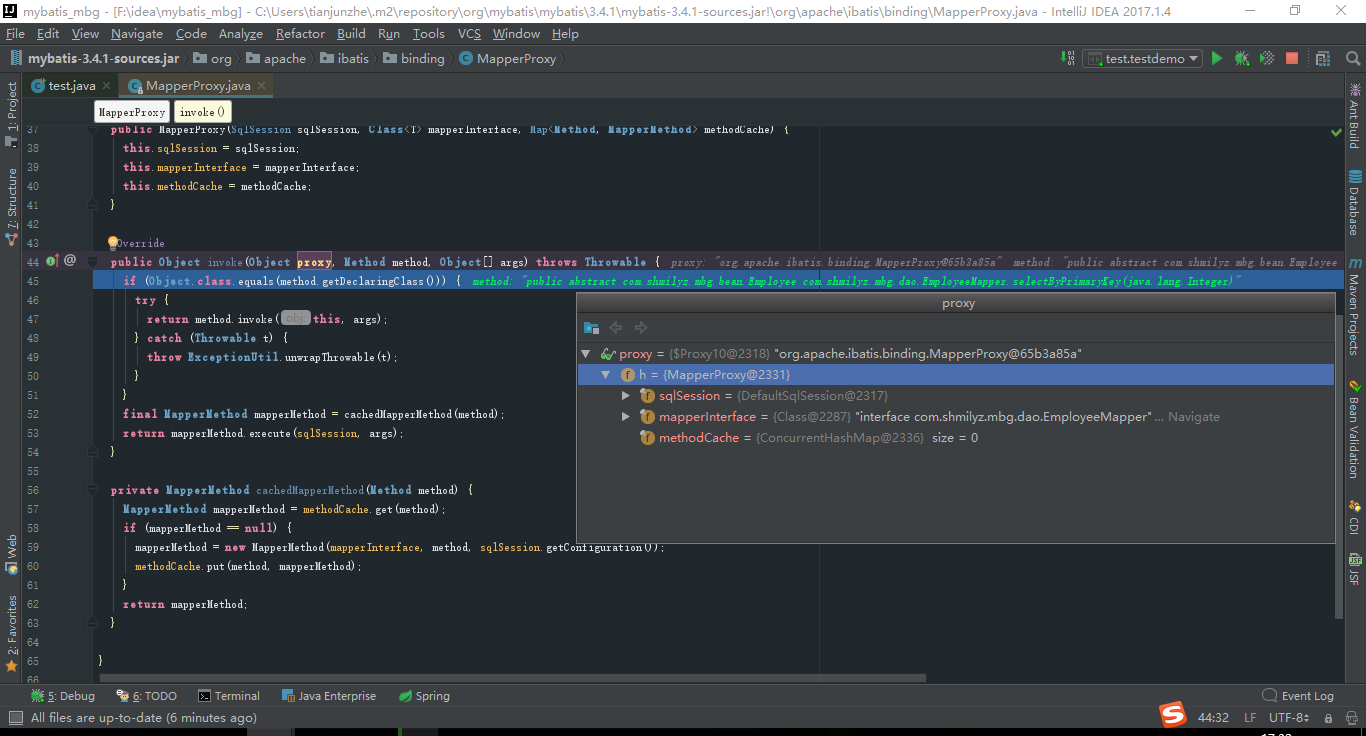 mybatis_mbg - [F:\idea\mybatis_mbg] - C:\Users\tianjunzhe\.m2\repository\org\mybatis\mybatis\3.4.1\mybatis-3.4.1-sources.jar!\org\apache\ibatis\binding\MapperProxy.java - IntelliJ IDEA 2017.1.4
File Edit View Navigate Code Analyze Refactor Build Run Tools VCS Window Help
mybatis-3.4.1-sources.jar org apache ibatis binding MapperProxy test.testdemo
test.java MapperProxy.java
MapperProxy invoke()
37 public MapperProxy(SqlSession sqlSession, Class<T> mapperInterface, Map<Method, MapperMethod> methodCache) {
38 this.sqlSession = sqlSession;
39 this.mapperInterface = mapperInterface;
40 this.methodCache = methodCache;
41 }
42
43 Override
44 public Object invoke(Object proxy, Method method, Object[] args) throws Throwable { proxy: "org.apache.ibatis.binding.MapperProxy@65b3a85a" method: "public abstract com.shmilyz.mbg.bean.Employee
45 if (Object.class.equals(method.getDeclaringClass())) { method: "public abstract com.shmilyz.mbg.bean.Employee com.shmilyz.mbg.dao.EmployeeMapper.selectByPrimaryKey(java.lang.Integer)"
46 try {
47 return method.invoke( obj: this, args);
48 } catch (Throwable t) {
49 throw ExceptionUtil.unwrapThrowable(t);
50 }
51 }
52 final MapperMethod mapperMethod = cachedMapperMethod(method);
53 return mapperMethod.execute(sqlSession, args);
54 }
55
56 private MapperMethod cachedMapperMethod(Method method) {
57 MapperMethod mapperMethod = methodCache.get(method);
58 if (mapperMethod == null) {
59 mapperMethod = new MapperMethod(mapperInterface, method, sqlSession.getConfiguration());
60 methodCache.put(method, mapperMethod);
61 }
62 return mapperMethod;
63 }
64
65 }
66
proxy
proxy = {$Proxy10@2318} "org.apache.ibatis.binding.MapperProxy@65b3a85a"
h = {MapperProxy@2331}
sqlSession = {DefaultSqlSession@2317}
mapperInterface = {Class@2287} "interface com.shmilyz.mbg.dao.EmployeeMapper" ... Navigate
methodCache = {ConcurrentHashMap@2336} size = 0
1: Project
7: Structure
Web
2: Favorites
Ant Build
Database
Maven Projects
Bean Validation
CDI
JSF
5: Debug 6: TODO Terminal Java Enterprise Spring Event Log
All files are up-to-date (6 minutes ago) 44:32 LF UTF-8